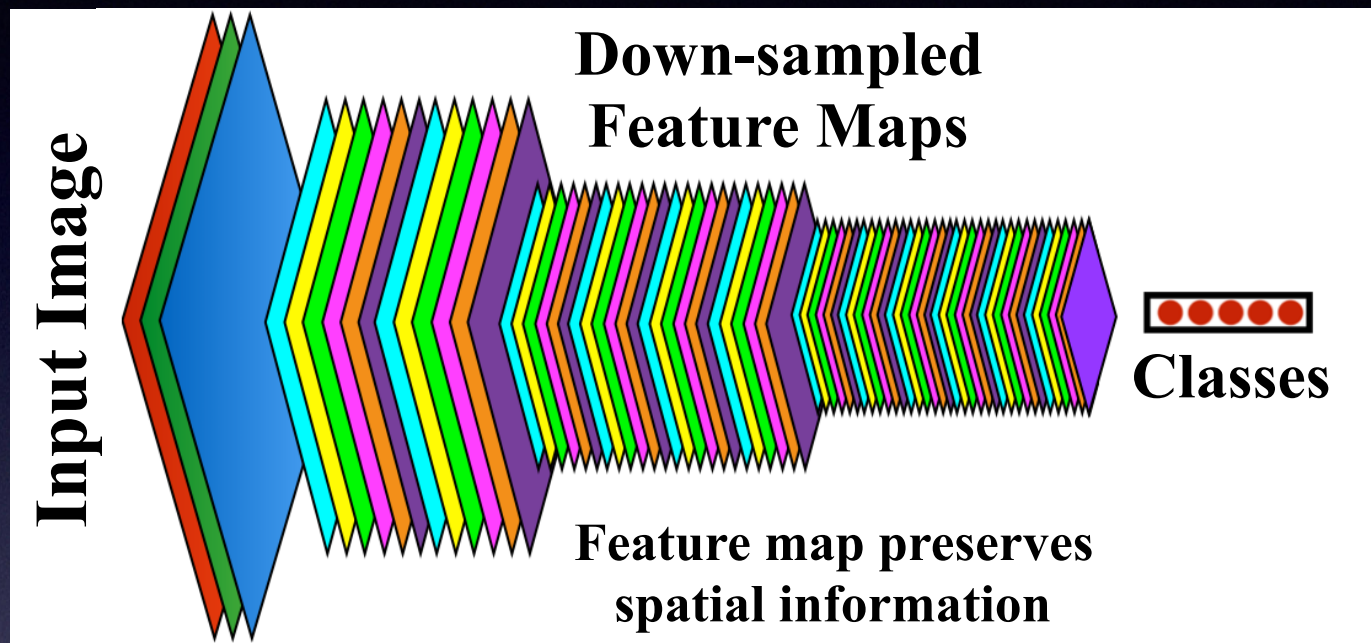 Input Image
Down-sampled
Feature Maps
Classes
Feature map preserves
spatial information